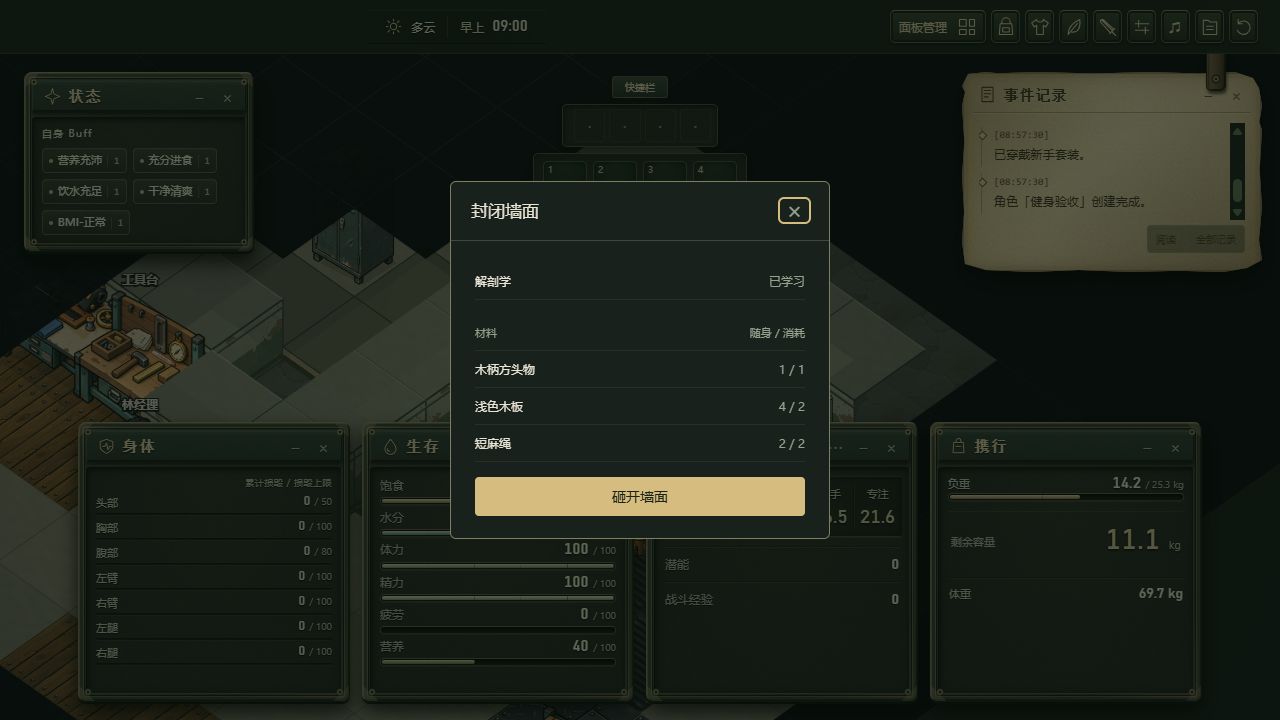 多云 早上 09:00
面板管理
状态
自身 Buff
营养充沛 1 充分进食 1
饮水充足 1 干净清爽 1
BMI-正常 1
快捷栏
1 2 3 4
事件记录
[08:57:30]
已穿戴新手套装。
[08:57:30]
角色「健身验收」创建完成。
阅读 全部记录
工具台
林经理
封闭墙面
解剖学 已学习
材料 随身 / 消耗
木柄方头物 1 / 1
浅色木板 4 / 2
短麻绳 2 / 2
砸开墙面
身体
累计损毁 / 损毁上限
头部 0 / 50
胸部 0 / 100
腹部 0 / 80
左臂 0 / 100
右臂 0 / 100
左腿 0 / 100
右腿 0 / 100
生存
饱食
水分
体力 100 / 100
精力 100 / 100
疲劳 0 / 100
营养 40 / 100
手 专注
.5 21.6
潜能 0
战斗经验 0
携行
负重 14.2 / 25.3 kg
剩余容量 11.1 kg
体重 69.7 kg